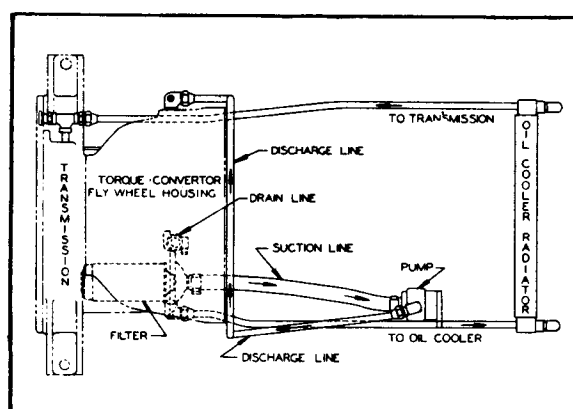 TO TRANSMISSION
OIL COOLER RADIATOR
DISCHARGE LINE
TRANSMISSION
TORQUE-CONVERTOR
FLY WHEEL HOUSING
DRAIN LINE
SUCTION LINE
PUMP
FILTER
TO OIL COOLER
DISCHARGE LINE